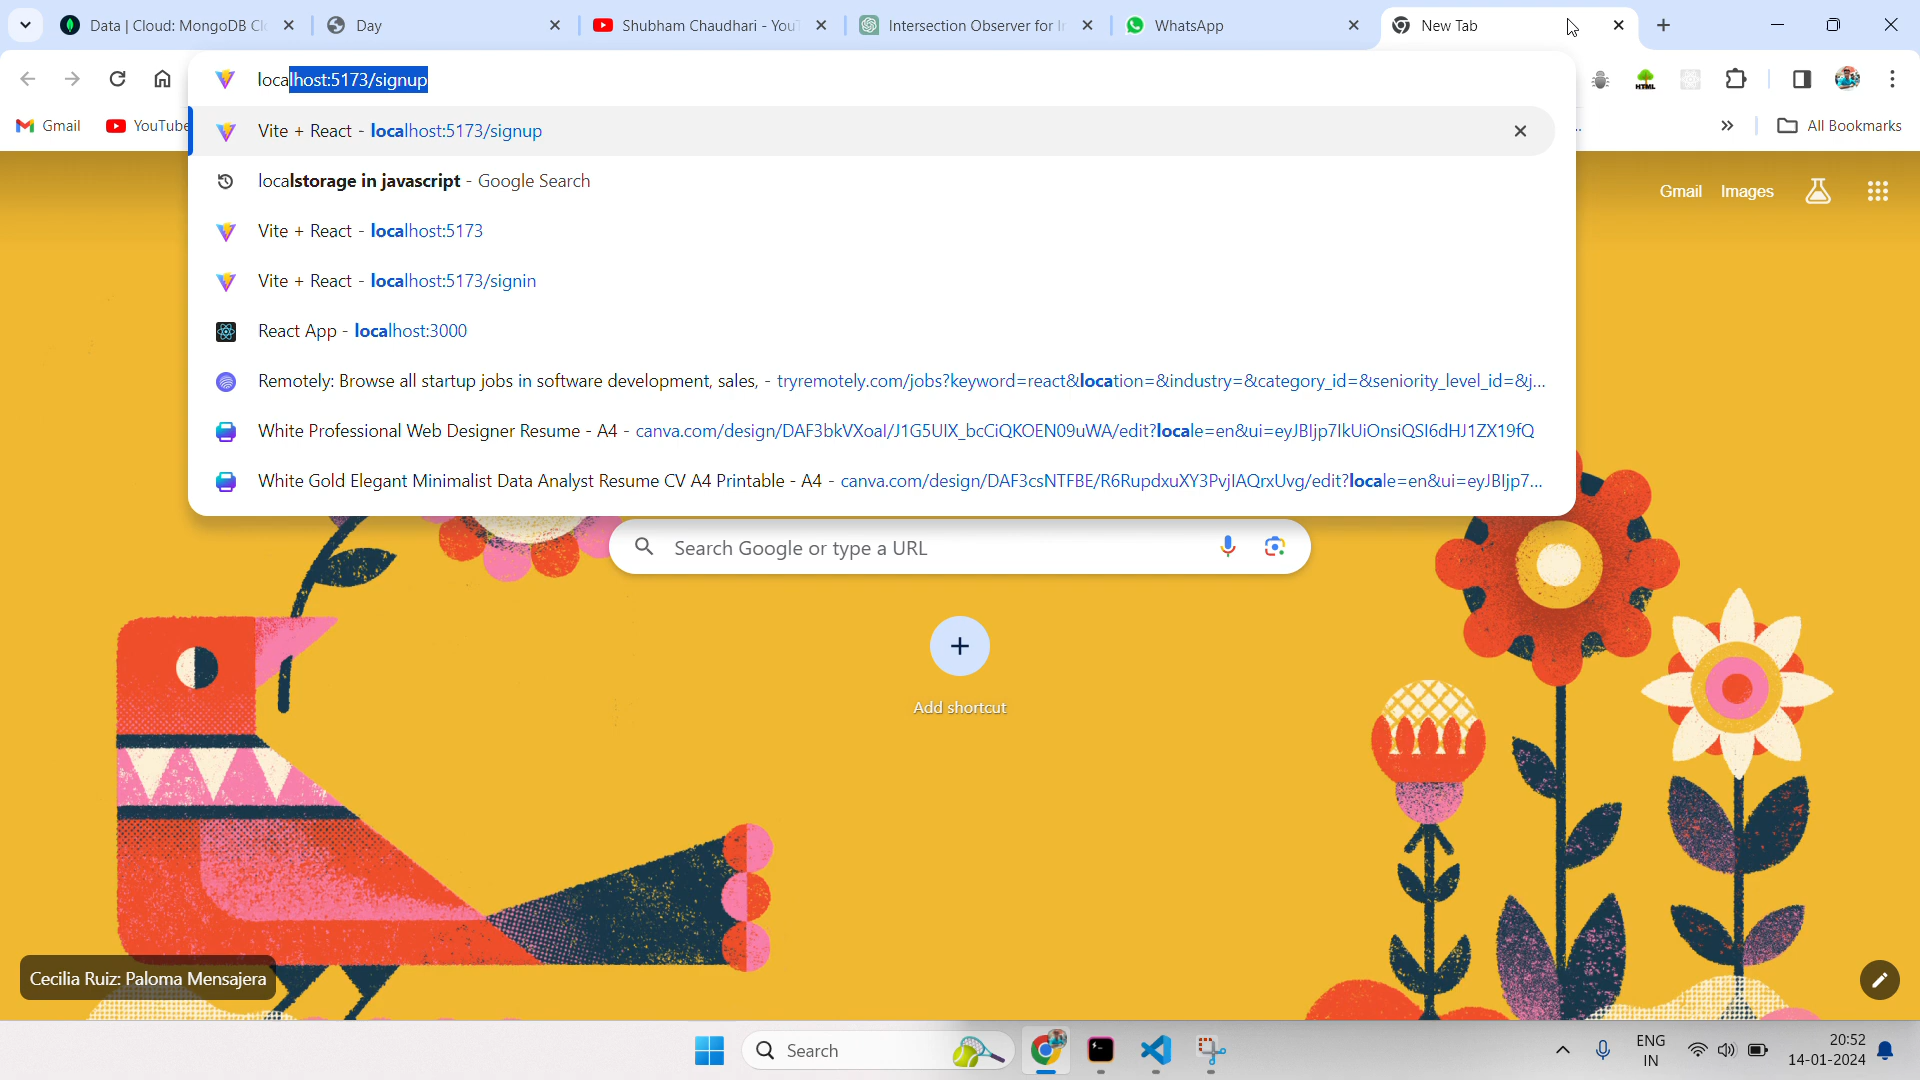 Data | Cloud: MongoDB Cl
Day
Shubham Chaudhari - YouT
Intersection Observer for In
WhatsApp
New Tab
localhost:5173/signup
Gmail
YouTube
All Bookmarks
Vite + React - localhost:5173/signup
localstorage in javascript - Google Search
Gmail Images
Vite + React - localhost:5173
Vite + React - localhost:5173/signin
React App - localhost:3000
Remotely: Browse all startup jobs in software development, sales, - tryremotely.com/jobs?keyword=react&location=&industry=&category_id=&seniority_level_id=&j...
White Professional Web Designer Resume - A4 - canva.com/design/DAF3bkVXoaI/J1G5UIX_bcCiQKOEN09uWA/edit?locale=en&ui=eyJBIjp7IkUiOnsiQSI6dHJ1ZX19fQ
White Gold Elegant Minimalist Data Analyst Resume CV A4 Printable - A4 - canva.com/design/DAF3csNTFBE/R6RupdxuXY3PvjIAQrxUvg/edit?locale=en&ui=eyJBIjp7...
Search Google or type a URL
Add shortcut
Cecilia Ruiz: Paloma Mensajera
Search
ENG
IN
20:52
14-01-2024